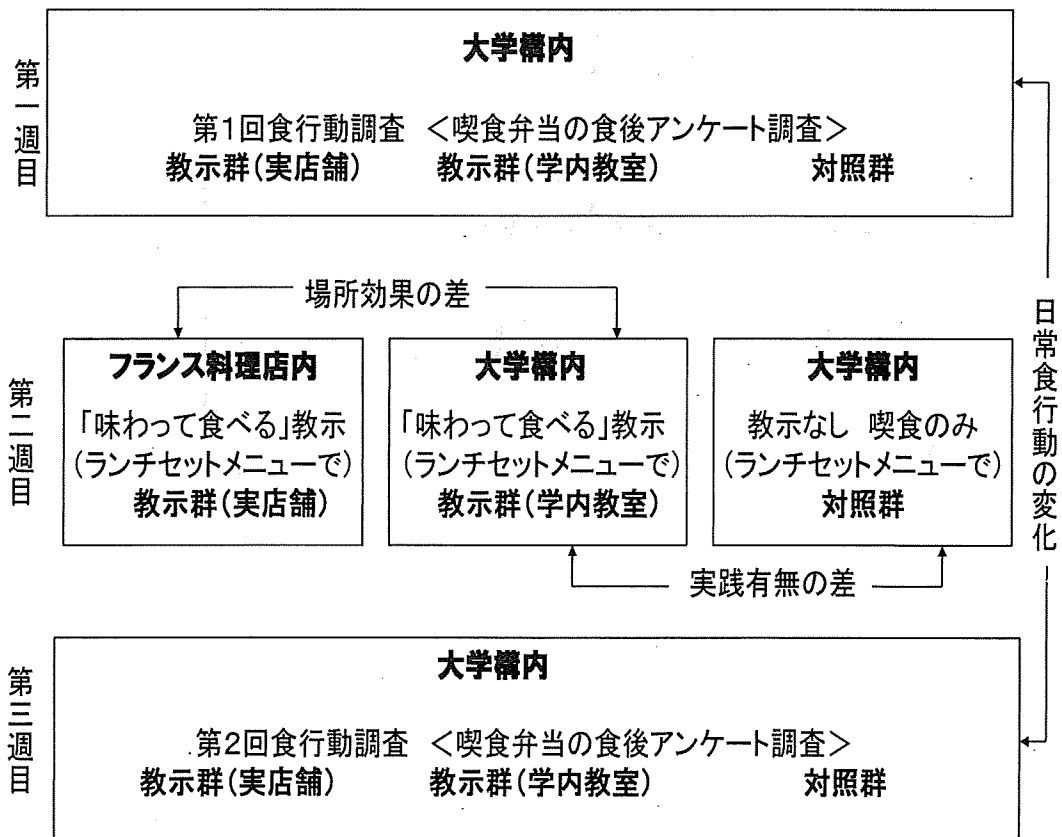 第一週目
大学構内
第1回食行動調査 <喫食弁当の食後アンケート調査>
教示群(実店舗) 教示群(学内教室) 対照群
場所効果の差
日常食行動の変化
第二週目
フランス料理店内
「味わって食べる」教示
(ランチセットメニューで)
教示群(実店舗)
大学構内
「味わって食べる」教示
(ランチセットメニューで)
教示群(学内教室)
大学構内
教示なし 喫食のみ
(ランチセットメニューで)
対照群
実践有無の差
第三週目
大学構内
第2回食行動調査 <喫食弁当の食後アンケート調査>
教示群(実店舗) 教示群(学内教室) 対照群